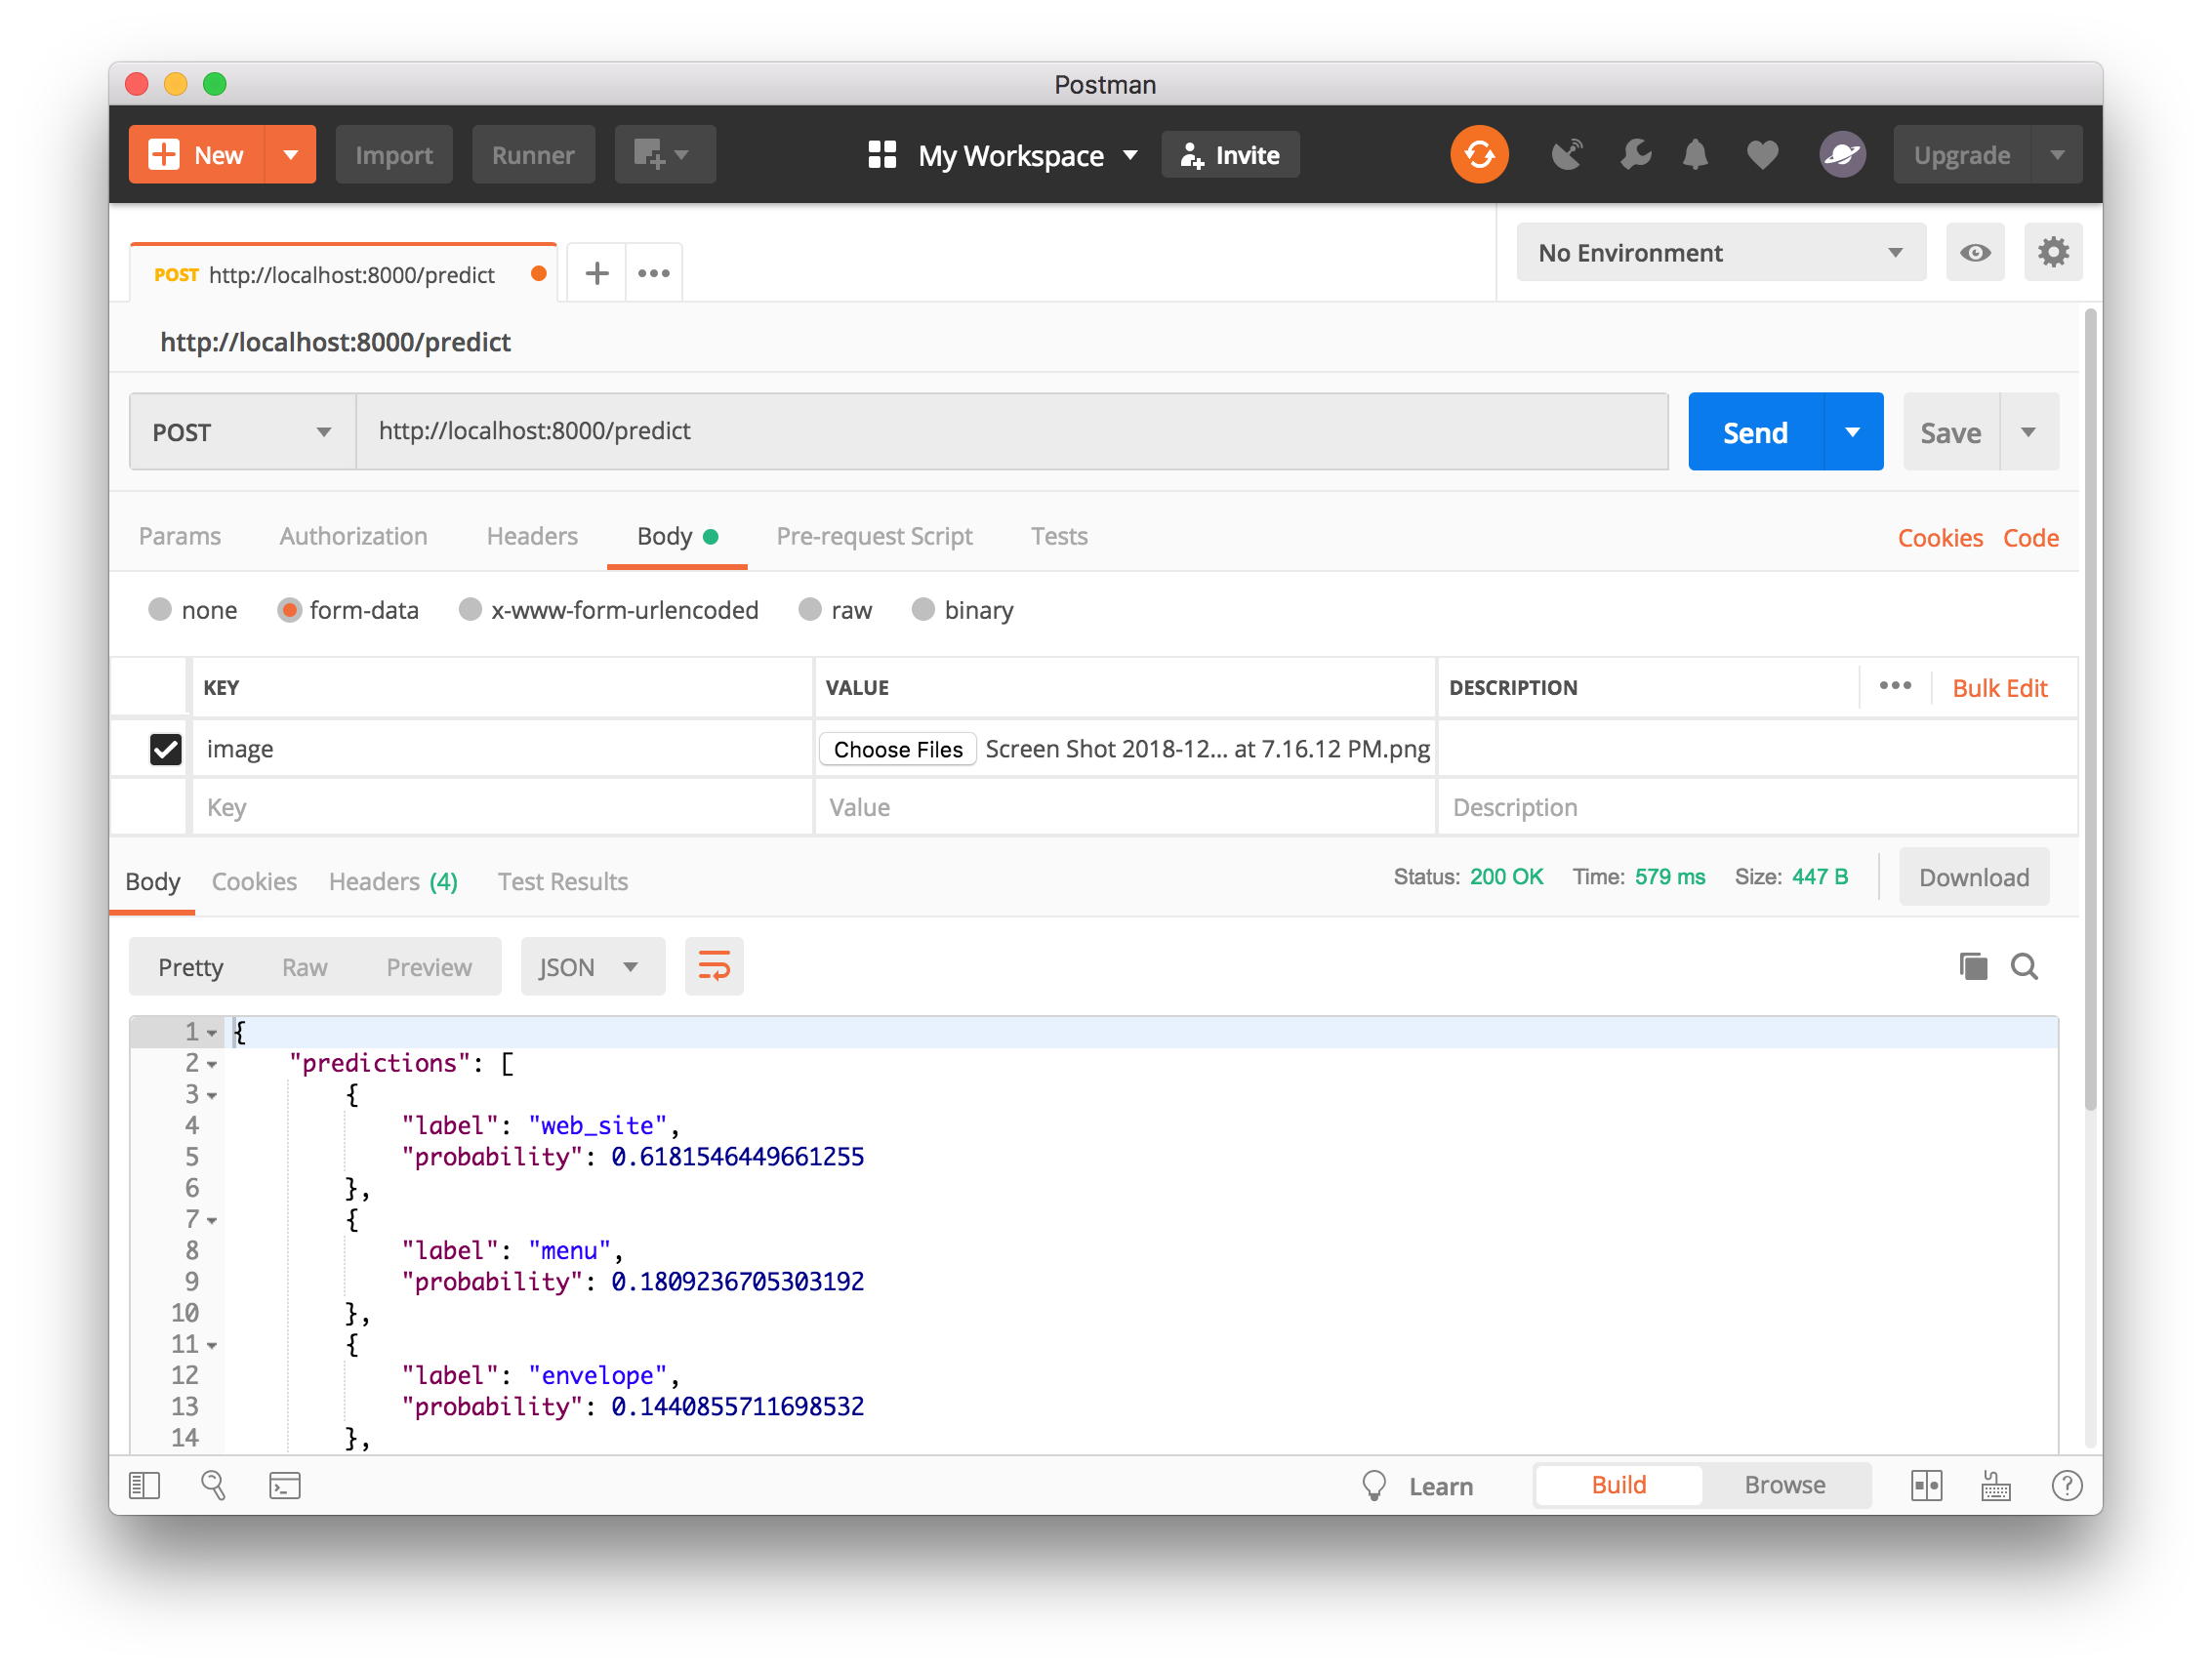 Postman
New Import Runner My Workspace Invite Upgrade
POST http://localhost:8000/predict No Environment
http://localhost:8000/predict
POST http://localhost:8000/predict Send Save
Params Authorization Headers Body Pre-request Script Tests Cookies Code
none form-data x-www-form-urlencoded raw binary
KEY VALUE DESCRIPTION Bulk Edit
image Choose Files Screen Shot 2018-12... at 7.16.12 PM.png
Key Value Description
Body Cookies Headers (4) Test Results Status: 200 OK Time: 579 ms Size: 447 B Download
Pretty Raw Preview JSON
1 {
2 "predictions": [
3 {
4 "label": "web_site",
5 "probability": 0.6181546449661255
6 },
7 {
8 "label": "menu",
9 "probability": 0.1809236705303192
10 },
11 {
12 "label": "envelope",
13 "probability": 0.1440855711698532
14 },
Learn Build Browse